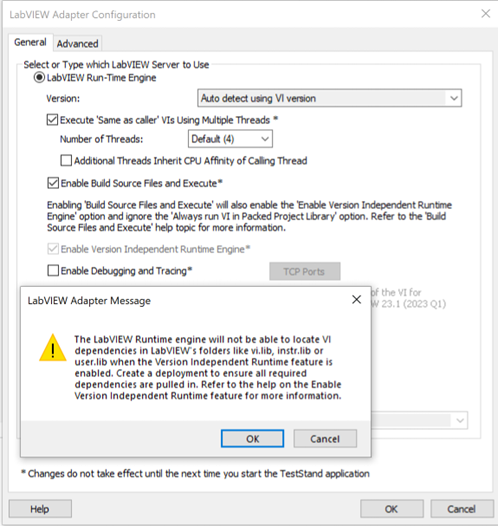 LabVIEW Adapter Configuration
General Advanced
Select or Type which LabVIEW Server to Use
LabVIEW Run-Time Engine
Version: Auto detect using VI version
Execute 'Same as caller' VIs Using Multiple Threads *
Number of Threads: Default (4)
Additional Threads Inherit CPU Affinity of Calling Thread
Enable Build Source Files and Execute*
Enabling 'Build Source Files and Execute' will also enable the 'Enable Version Independent Runtime
Engine' option and ignore the 'Always run VI in Packed Project Library' option. Refer to the 'Build
Source Files and Execute' help topic for more information.
Enable Version Independent Runtime Engine*
Enable Debugging and Tracing* TCP Ports
of the VI for
W 23.1 (2023 Q1)
LabVIEW Adapter Message
The LabVIEW Runtime engine will not be able to locate VI
dependencies in LabVIEW's folders like vi.lib, instr.lib or
user.lib when the Version Independent Runtime feature is
enabled. Create a deployment to ensure all required
dependencies are pulled in. Refer to the help on the Enable
Version Independent Runtime feature for more information.
OK Cancel
* Changes do not take effect until the next time you start the TestStand application
Help OK Cancel